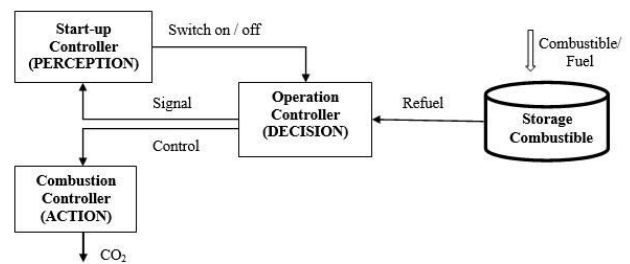 Start-up
Controller
(PERCEPTION)
Switch on / off
Combustible/
Fuel
Signal
Operation
Controller
(DECISION)
Refuel
Storage
Combustible
Control
Combustion
Controller
(ACTION)
CO₂